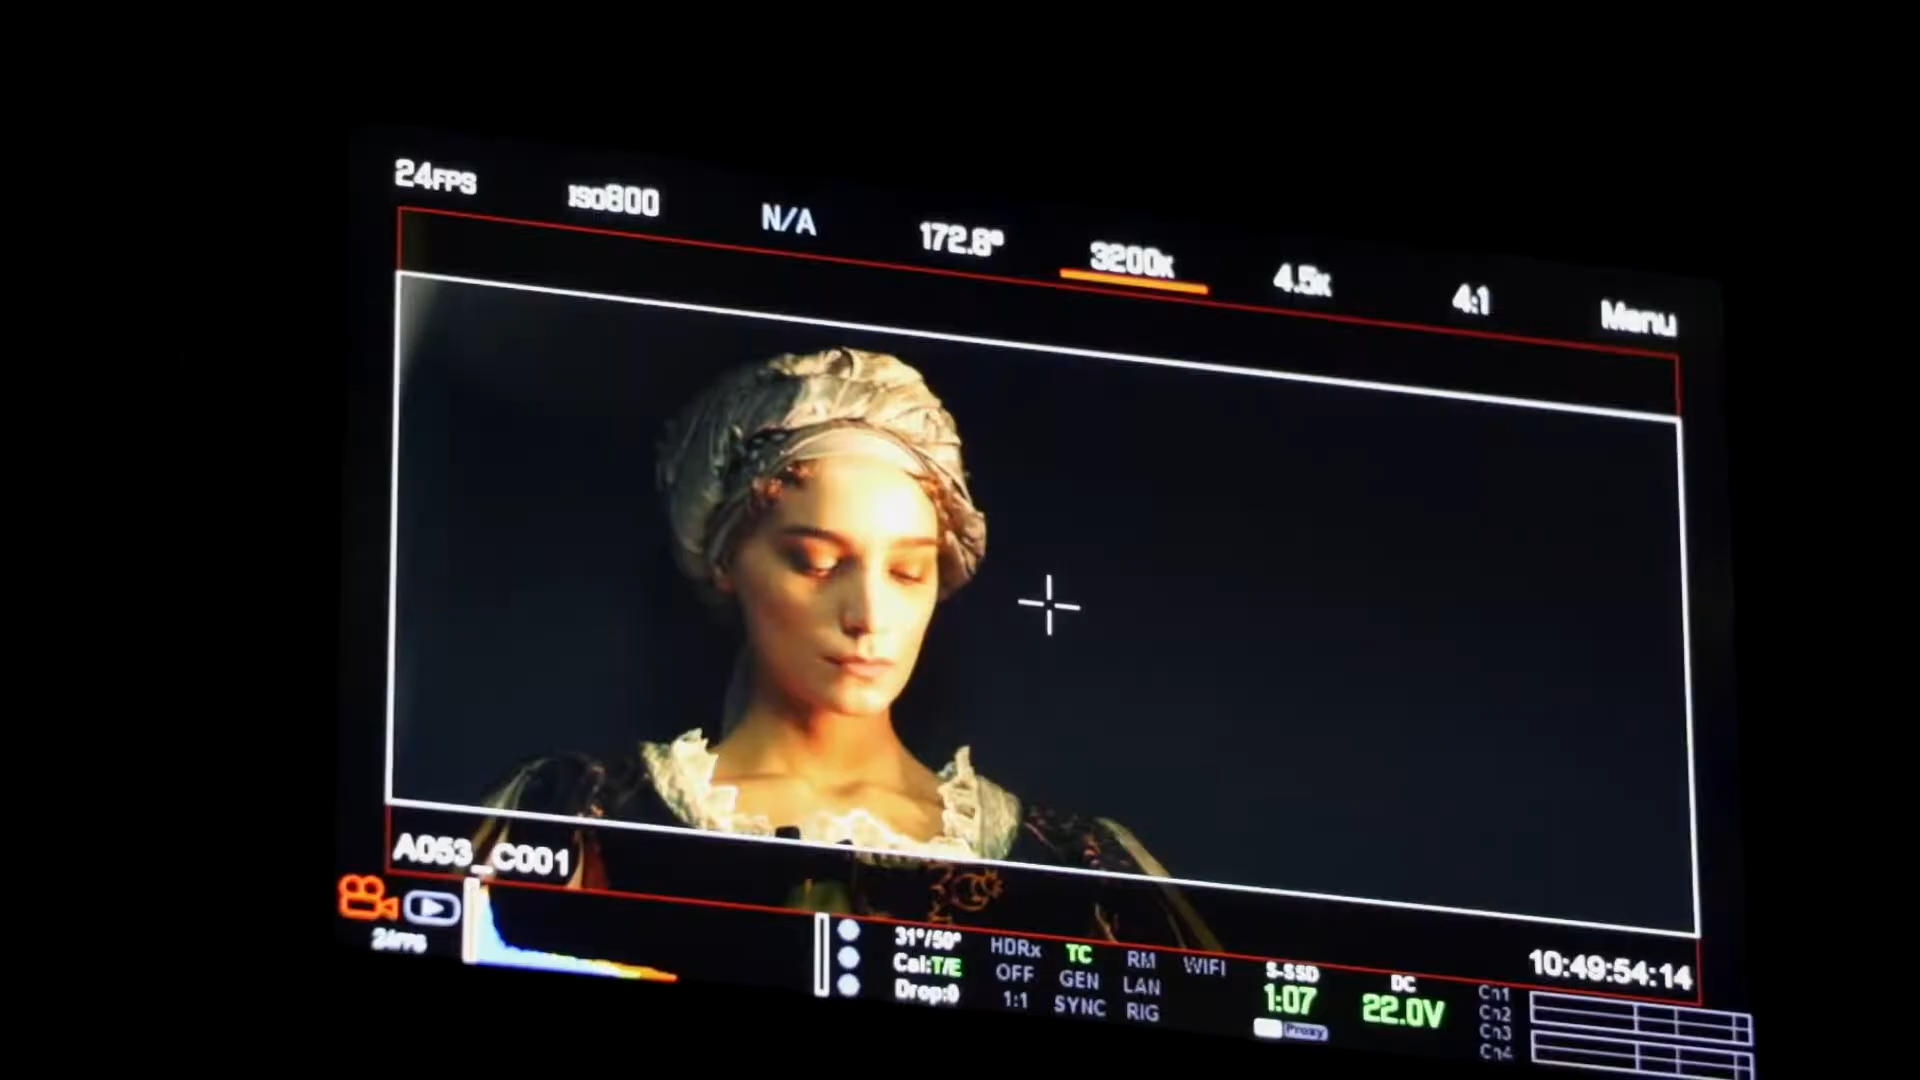 24FPS ISO800 N/A 172.8° 3200K 4.5K 4:1 Menu
A053_C001
10:49:54:14
24FPS
31°/50° HDRx TC RM WIFI S-SSD DC Ch1
Cal:T/E OFF GEN LAN 1:07 22.0V Ch2
Drop:0 1:1 SYNC RIG Proxy Ch3
Ch4